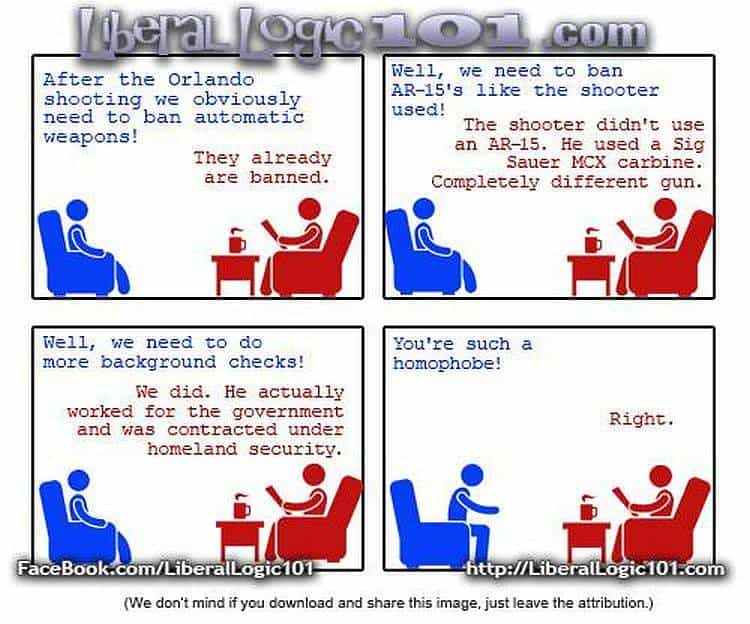 Liberal Logic 101.com
After the Orlando
shooting we obviously
need to ban automatic
weapons!
They already
are banned.
Well, we need to ban
AR-15's like the shooter
used!
The shooter didn't use
an AR-15. He used a Sig
Sauer MCX carbine.
Completely different gun.
Well, we need to do
more background checks!
We did. He actually
worked for the government
and was contracted under
homeland security.
You're such a
homophobe!
Right.
FaceBook.com/LiberalLogic101
http://LiberalLogic101.com
(We don't mind if you download and share this image, just leave the attribution.)